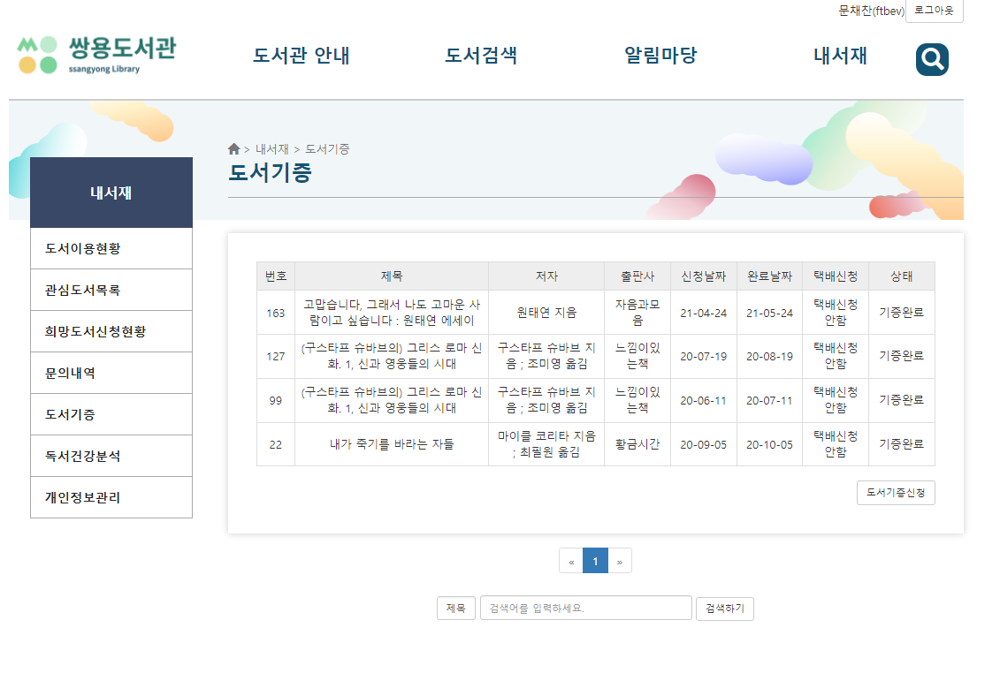 문채찬(ftbev) 로그아웃
쌍용도서관
ssangyong Library
도서관 안내 도서검색 알림마당 내서재
> 내서재 > 도서기증
도서기증
내서재
도서이용현황
관심도서목록
희망도서신청현황
문의내역
도서기증
독서건강분석
개인정보관리
번호 제목 저자 출판사 신청날짜 완료날짜 택배신청 상태
163 고맙습니다, 그래서 나도 고마운 사람이고 싶습니다 : 원태연 에세이 원태연 지음 자음과모음 21-04-24 21-05-24 택배신청안함 기증완료
127 (구스타프 슈바브의) 그리스 로마 신화. 1, 신과 영웅들의 시대 구스타프 슈바브 지음 ; 조미영 옮김 느낌이있는책 20-07-19 20-08-19 택배신청안함 기증완료
99 (구스타프 슈바브의) 그리스 로마 신화. 1, 신과 영웅들의 시대 구스타프 슈바브 지음 ; 조미영 옮김 느낌이있는책 20-06-11 20-07-11 택배신청안함 기증완료
22 내가 죽기를 바라는 자들 마이클 코리타 지음 ; 최필원 옮김 황금시간 20-09-05 20-10-05 택배신청안함 기증완료
도서기증신청
« 1 »
제목 검색어를 입력하세요. 검색하기